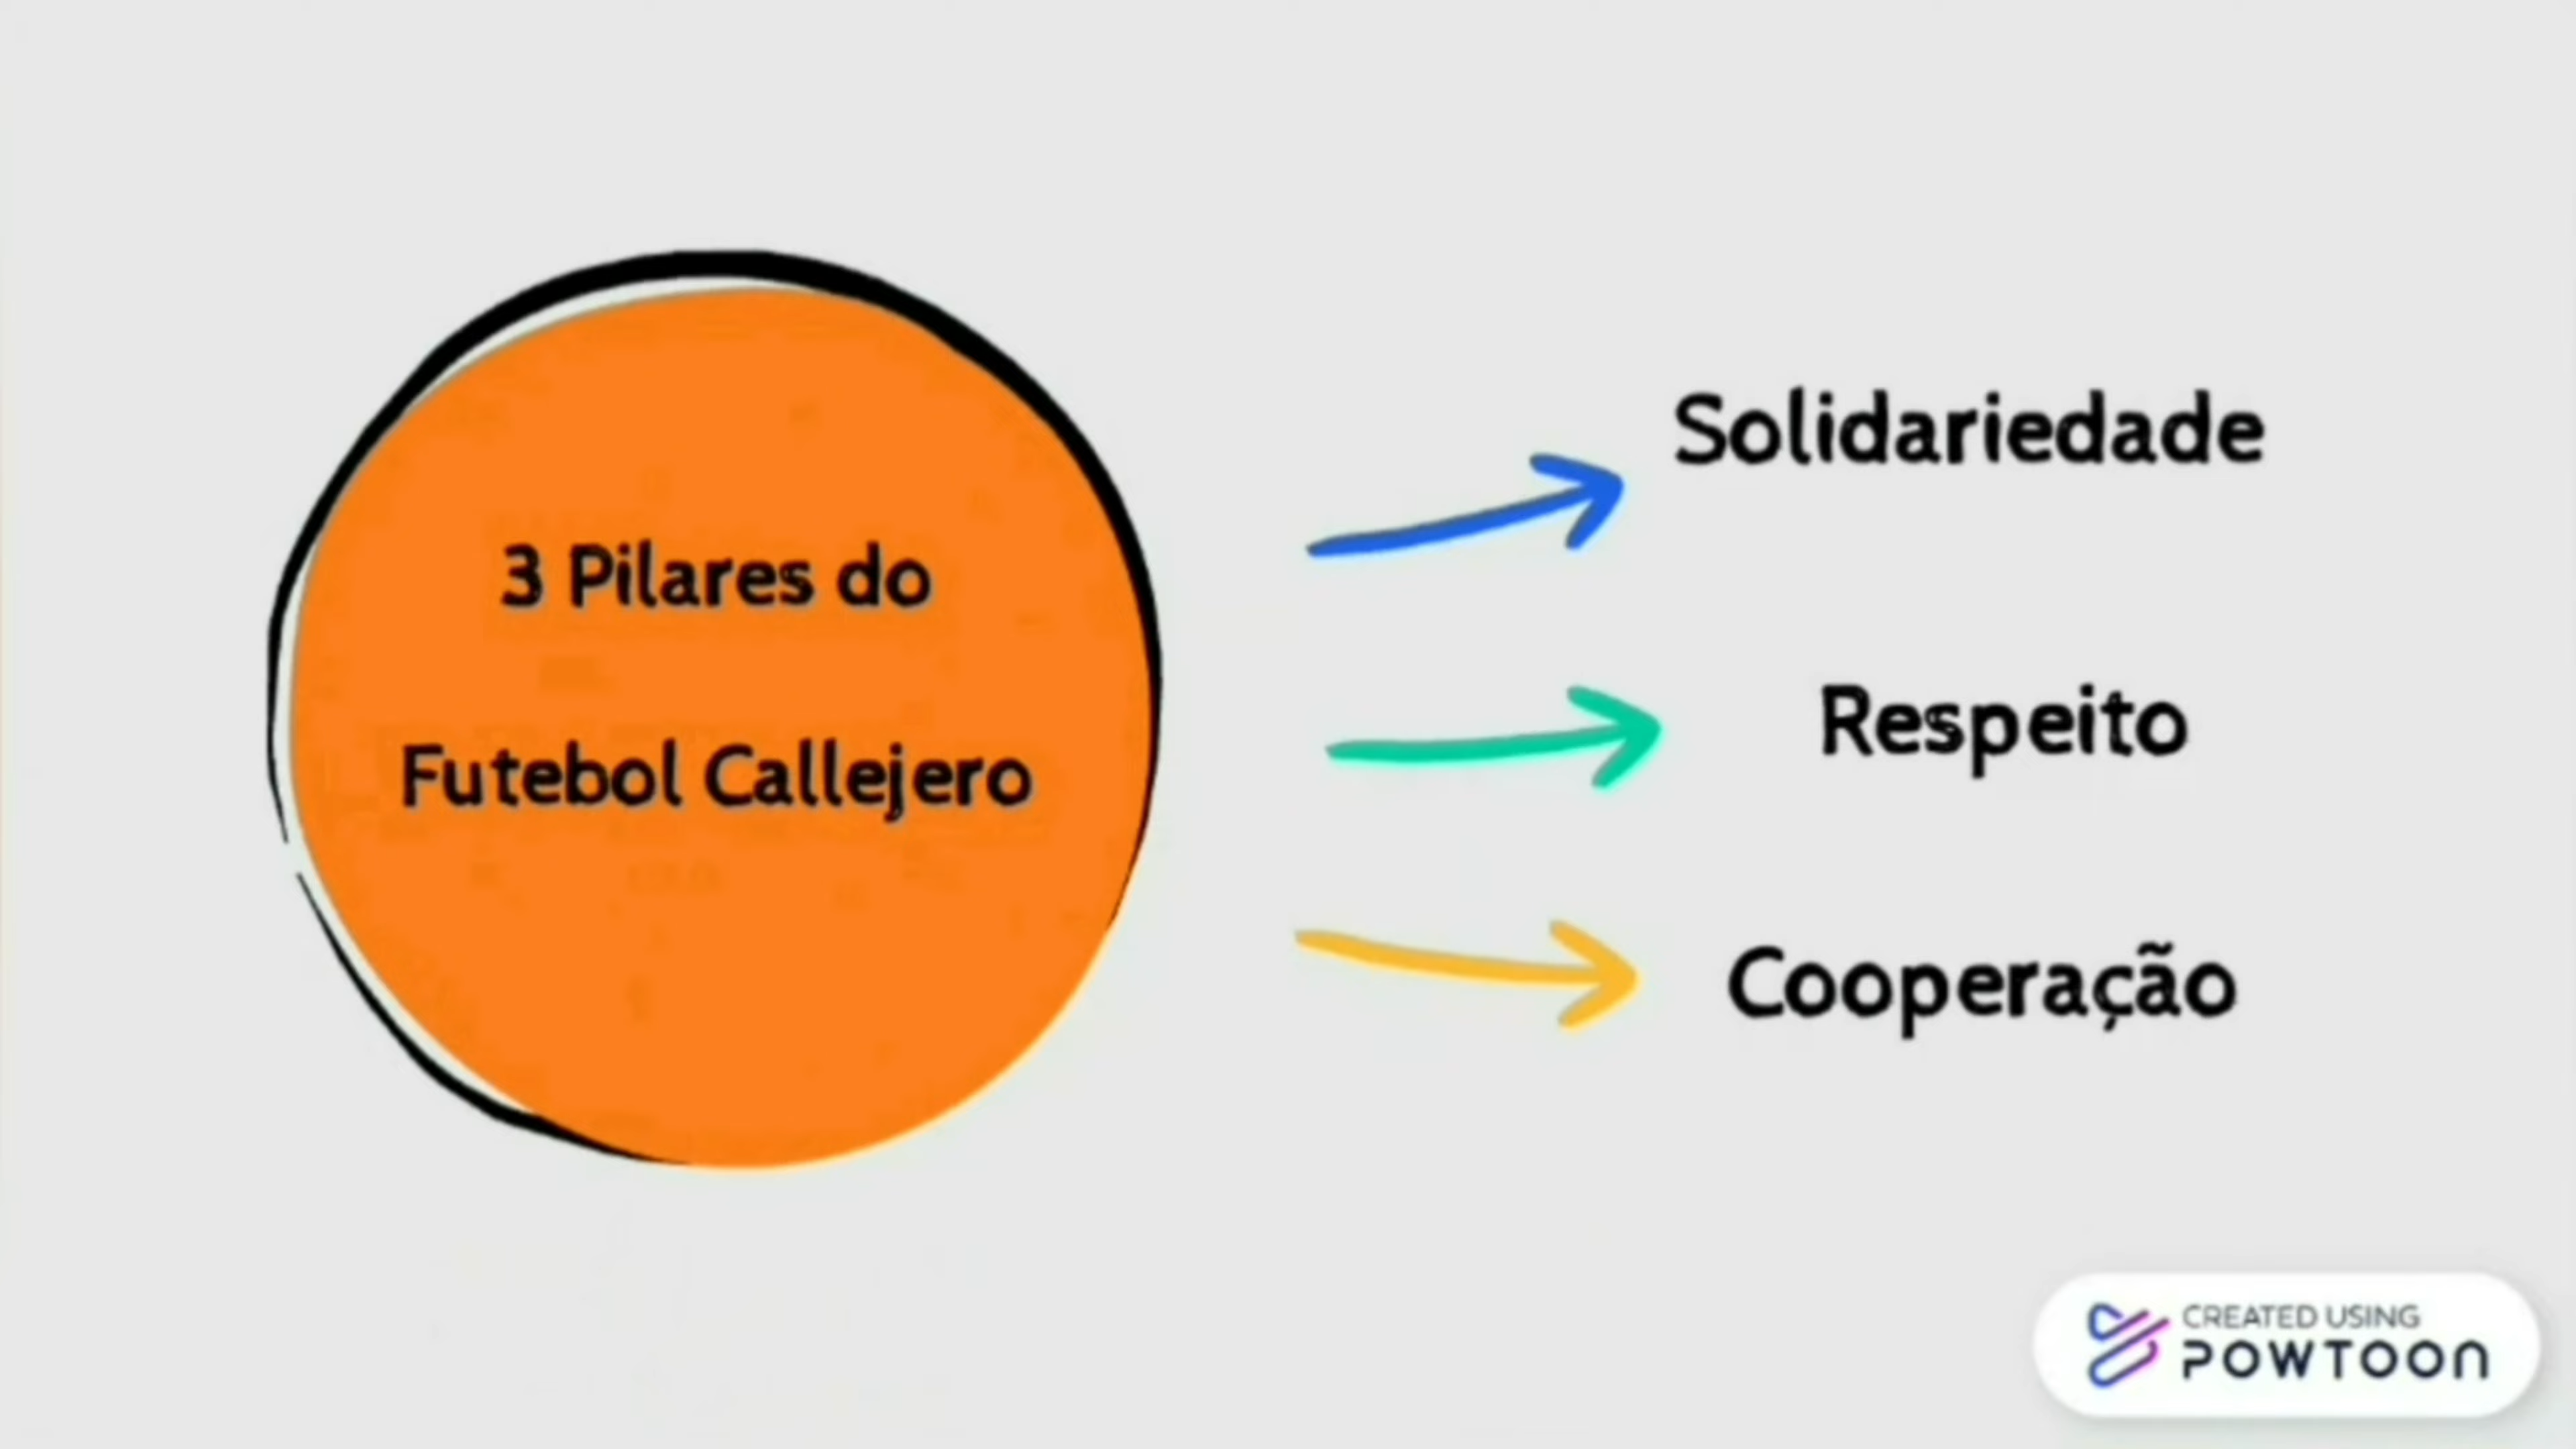 3 Pilares do
Futebol Callejero
Solidariedade
Respeito
Cooperação
CREATED USING
POWTOON